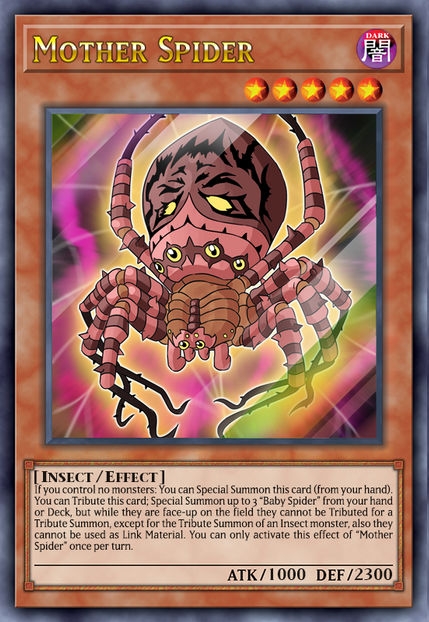 Mother Spider
DARK
闇
[Insect/Effect]
If you control no monsters: You can Special Summon this card (from your hand).
You can Tribute this card; Special Summon up to 3 “Baby Spider” from your hand
or Deck, but while they are face-up on the field they cannot be Tributed for a
Tribute Summon, except for the Tribute Summon of an Insect monster, also they
cannot be used as Link Material. You can only activate this effect of “Mother
Spider” once per turn.
ATK/1000 DEF/2300